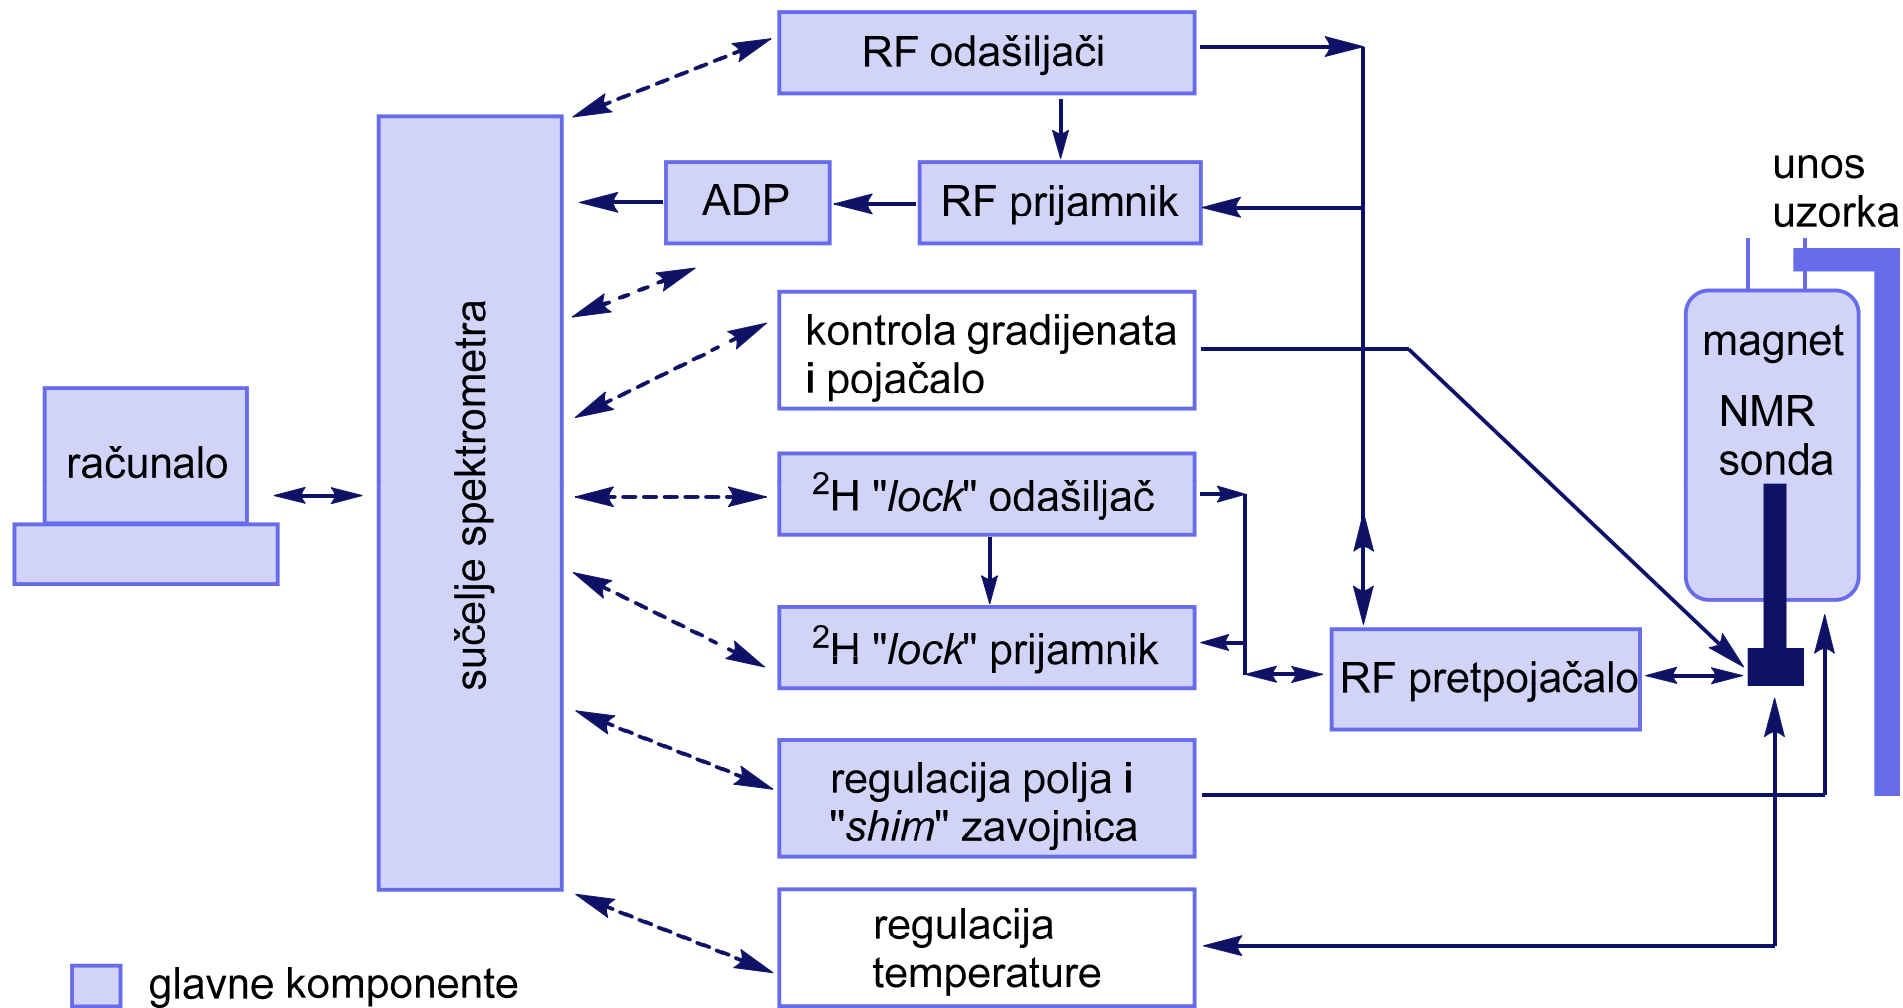 RF odašiljači
ADP
RF prijamnik
unos
uzorka
kontrola gradijenata
i pojačalo
magnet
NMR
sonda
računalo
sučelje spektrometra
²H "lock" odašiljač
²H "lock" prijamnik
RF pretpojačalo
regulacija polja i
"shim" zavojnica
regulacija
temperature
glavne komponente